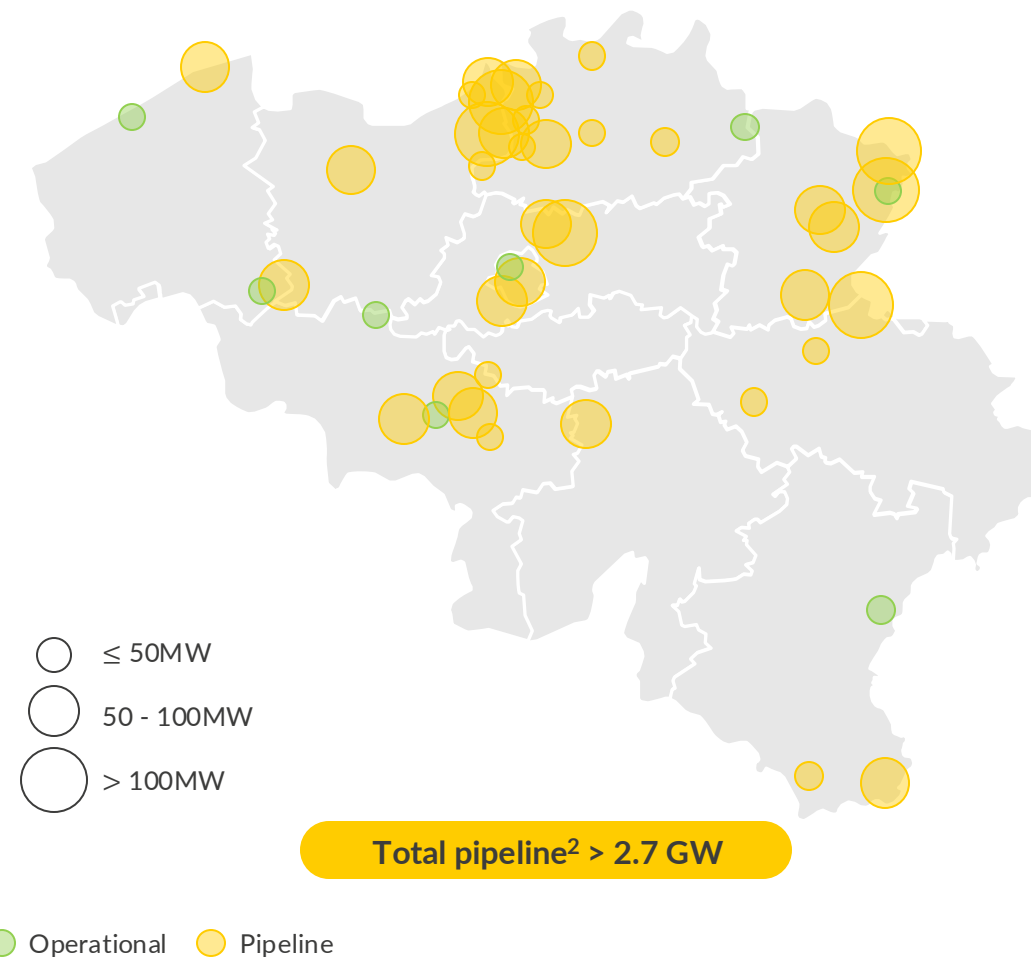 ≤ 50MW
50 - 100MW
> 100MW
Total pipeline² > 2.7 GW
Operational
Pipeline